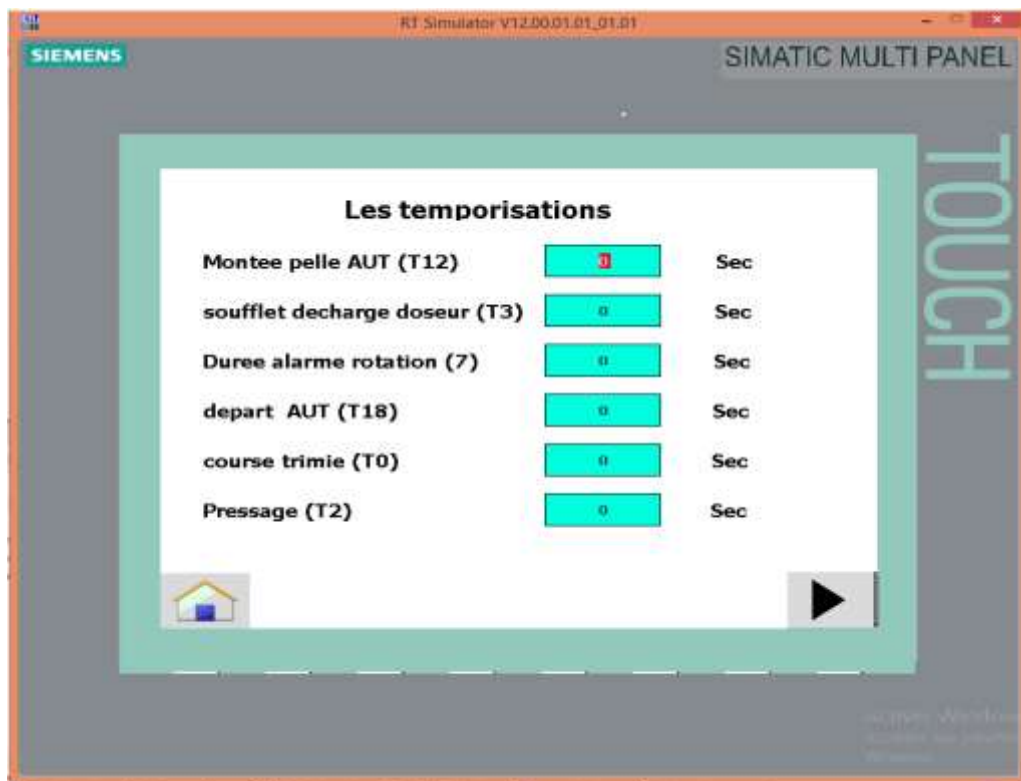 RT Simulator V12.00.01.01_01.01
SIEMENS
SIMATIC MULTI PANEL
TOUCH
Les temporisations
Montee pelle AUT (T12) 0 Sec
soufflet decharge doseur (T3) 0 Sec
Duree alarme rotation (7) 0 Sec
depart AUT (T18) 0 Sec
course trimie (T0) 0 Sec
Pressage (T2) 0 Sec